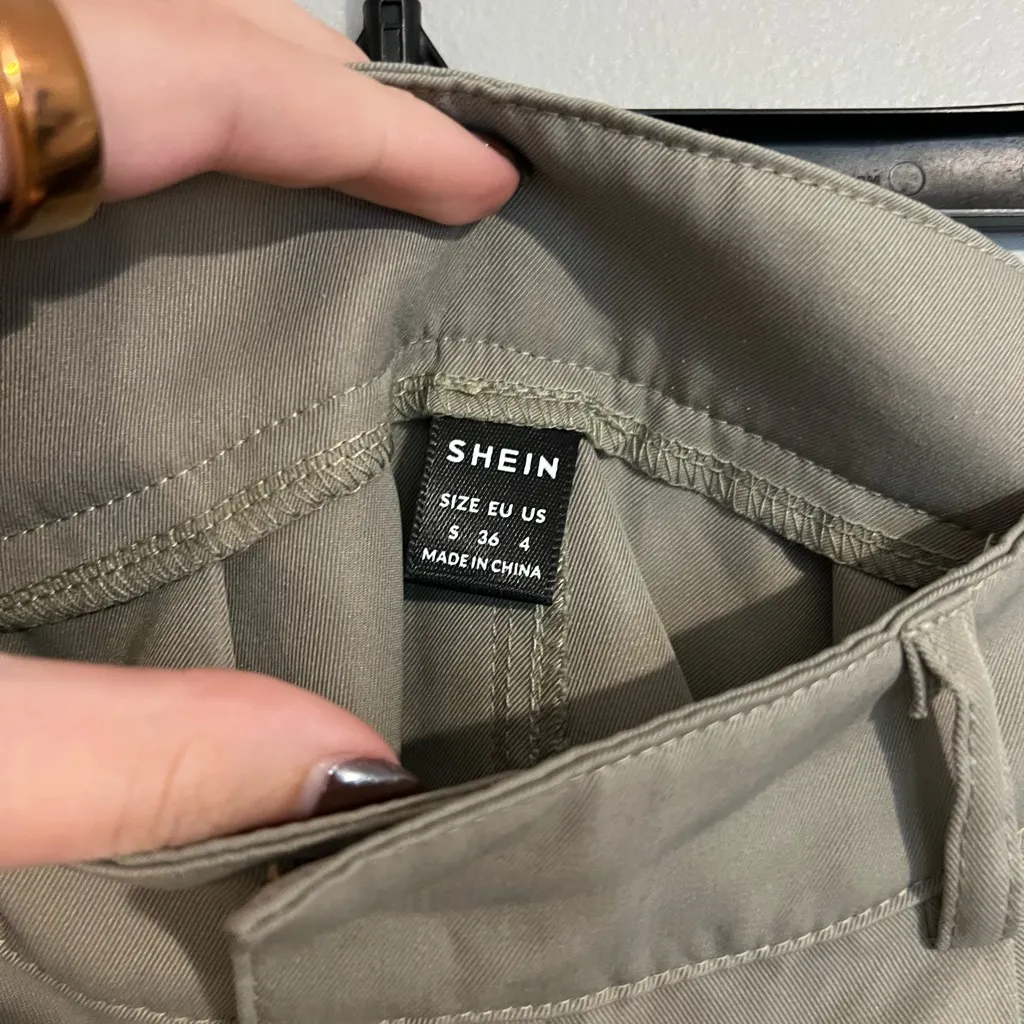 SHEIN
SIZE EU US
S 36 4
MADE IN CHINA